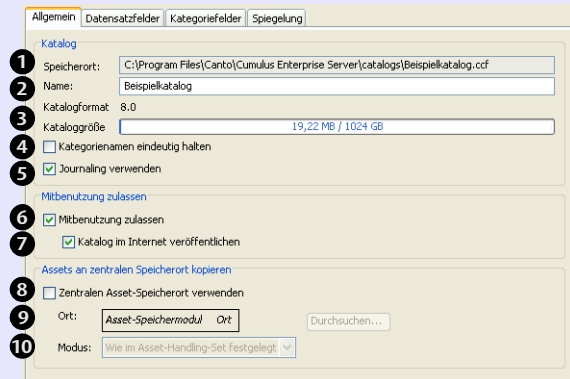 Allgemein Datensatzfelder Kategoriefelder Spiegelung
Katalog
1 Speicherort: C:\Program Files\Canto\Cumulus Enterprise Server\catalogs\Beispielkatalog.ccf
2 Name: Beispielkatalog
Katalogformat 8.0
3 Kataloggröße 19,22 MB / 1024 GB
4 Kategorienamen eindeutig halten
5 Journaling verwenden
Mitbenutzung zulassen
6 Mitbenutzung zulassen
7 Katalog im Internet veröffentlichen
Assets an zentralen Speicherort kopieren
8 Zentralen Asset-Speicherort verwenden
9 Ort: Asset-Speichermodul Ort Durchsuchen...
10 Modus: Wie im Asset-Handling-Set festgelegt